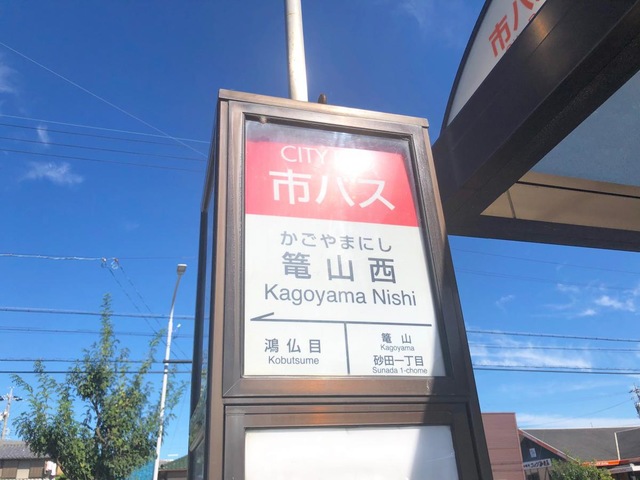 市バ
CITY
市バス
かごやまにし
篭山西
Kagoyama Nishi
鴻仏目
Kobutsume
篭山
Kagoyama
砂田一丁目
Sunada 1-chome